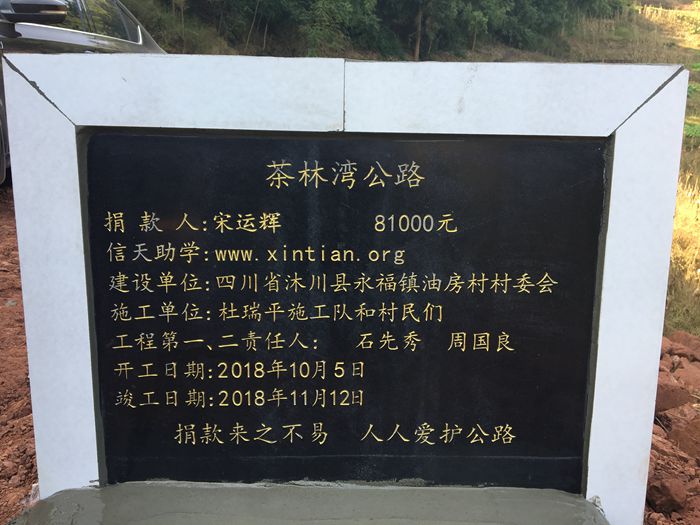 茶林湾公路
捐 款 人:宋运辉 81000元
信天助学:www.xintian.org
建设单位:四川省沐川县永福镇油房村村委会
施工单位:杜瑞平施工队和村民们
工程第一、二责任人: 石先秀 周国良
开工日期:2018年10月5日
竣工日期:2018年11月12日
捐款来之不易 人人爱护公路